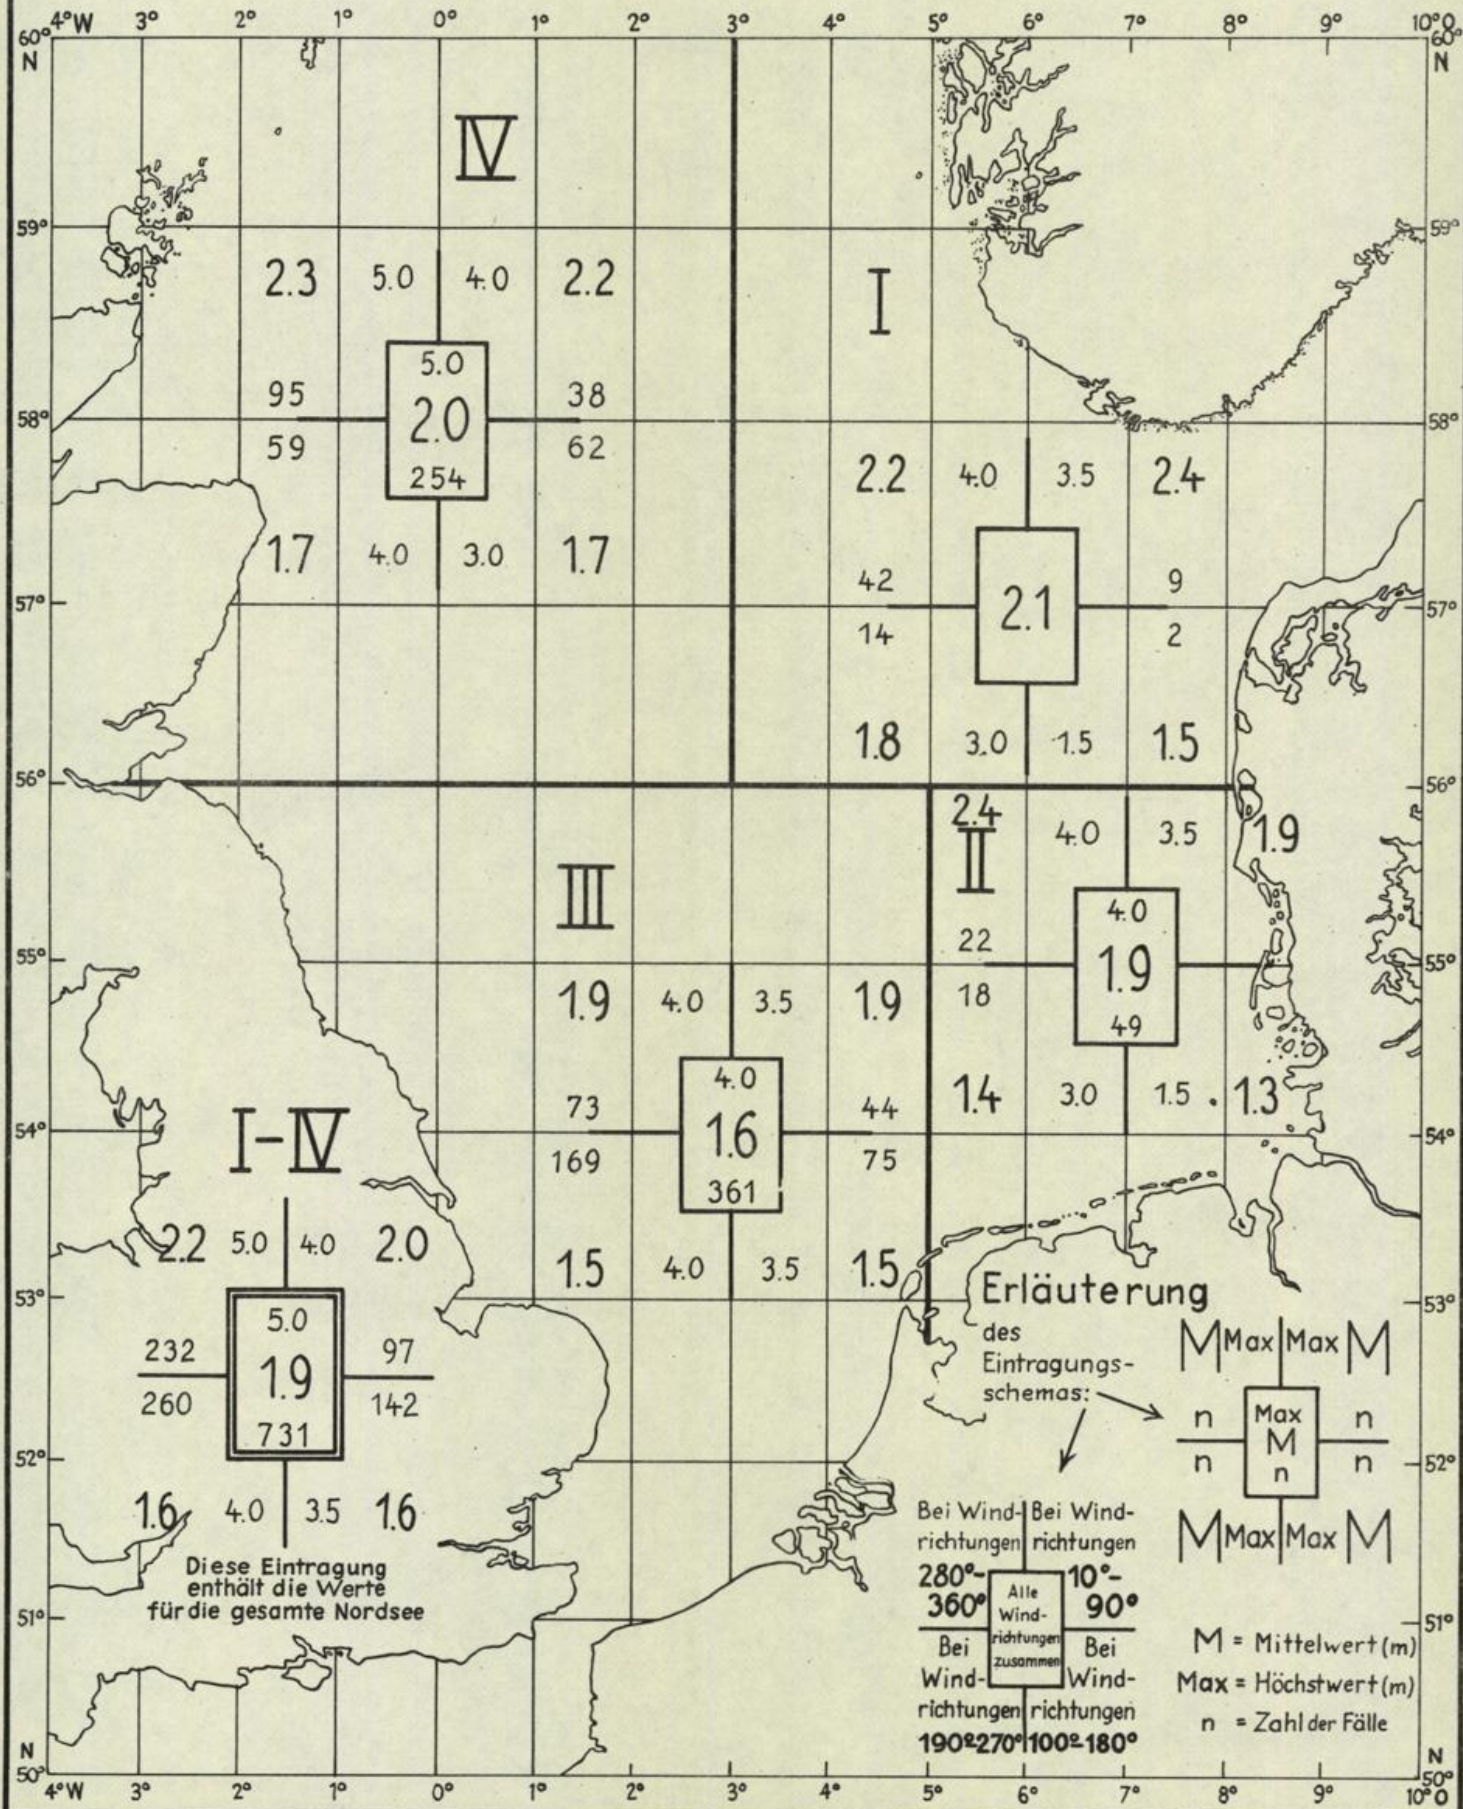 4°W 3° 2° 1° 0° 1° 2° 3° 4° 5° 6° 7° 8° 9° 10°O
60° 60°
N N
IV
59° 59°
2.3 5.0 4.0 2.2
I
5.0
95 38
58° 2.0 58°
59 62
254
2.2 4.0 3.5 2.4
1.7 4.0 3.0 1.7
42 9
57° 2.1 57°
14 2
1.8 3.0 1.5 1.5
56° 56°
2.4 4.0 3.5 1.9
II
III
4.0
22
55° 1.9 55°
18
49
1.9 4.0 3.5 1.9
4.0
1.4 3.0 1.5 1.3
73 44
54° 1.6 54°
I-IV
169 75
361
2.2 5.0 4.0 2.0
1.5 4.0 3.5 1.5
53° 53°
5.0
232 97
1.9
260 142
731
52° 52°
1.6 4.0 3.5 1.6
Diese Eintragung
enthält die Werte
für die gesamte Nordsee
Erläuterung
des
Eintragungs-
schemas:
M Max Max M
n Max n
M
n n n
M Max Max M
Bei Wind- Bei Wind-
richtungen richtungen
280°- 10°-
360° 90°
Alle
Wind-
richtungen
zusammen
Bei Bei
Wind- Wind-
richtungen richtungen
190°-270° 100°-180°
M = Mittelwert (m)
Max = Höchstwert (m)
n = Zahl der Fälle
51° 51°
N N
50° 50°
4°W 3° 2° 1° 0° 1° 2° 3° 4° 5° 6° 7° 8° 9° 10°O